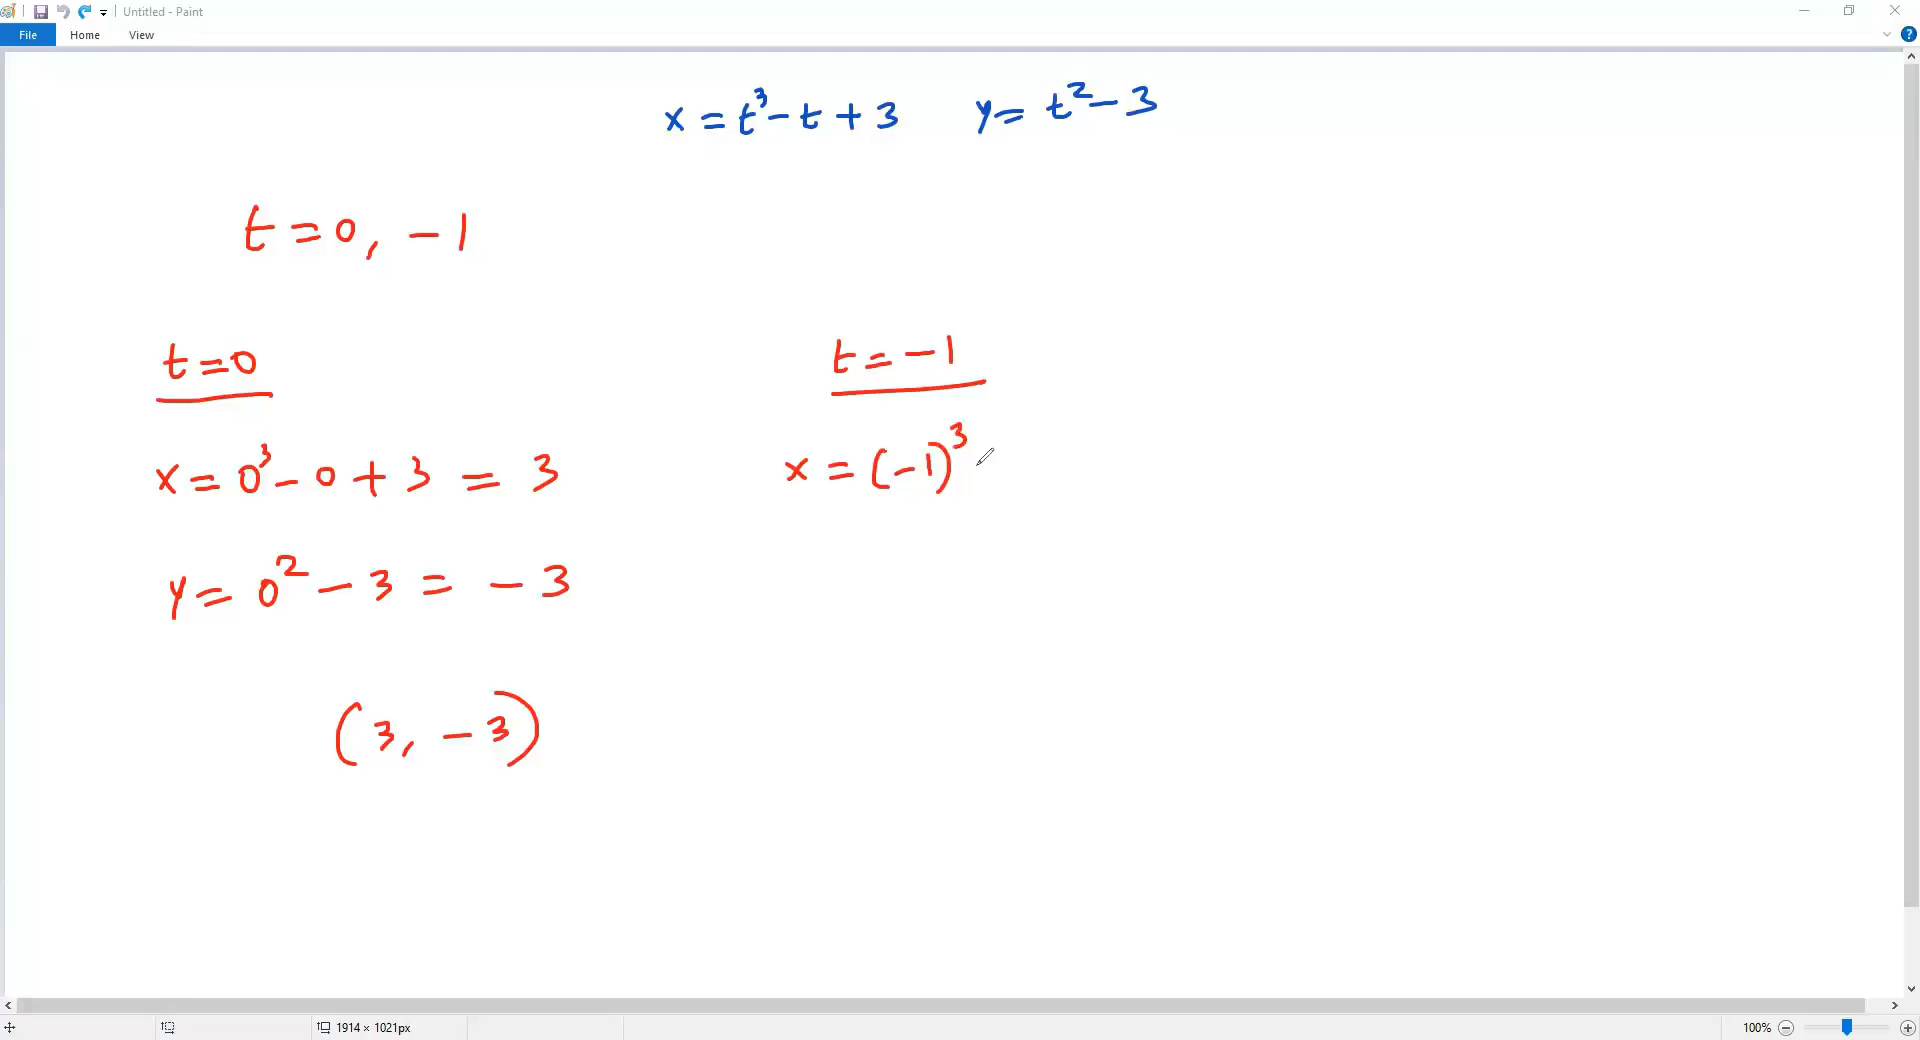 Untitled - Paint
File Home View
x = t³ - t + 3 y = t² - 3
t = 0, -1
t = 0
t = -1
x = 0³ - 0 + 3 = 3
x = (-1)³
y = 0² - 3 = -3
(3, -3)
1914 × 1021px
100%